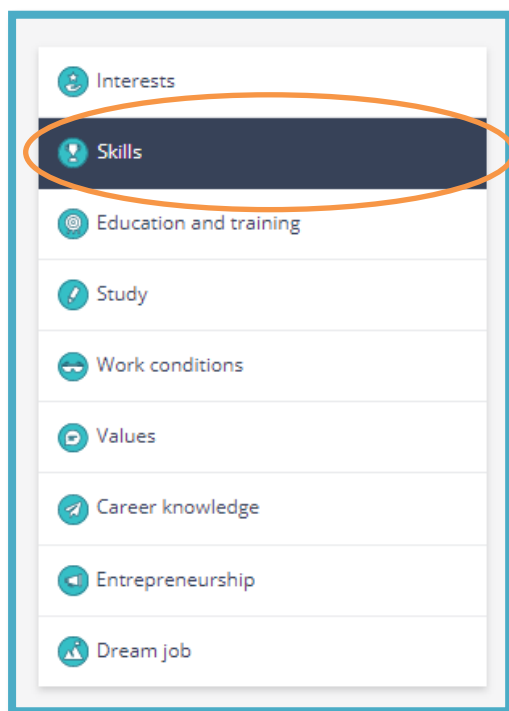 Interests
Skills
Education and training
Study
Work conditions
Values
Career knowledge
Entrepreneurship
Dream job